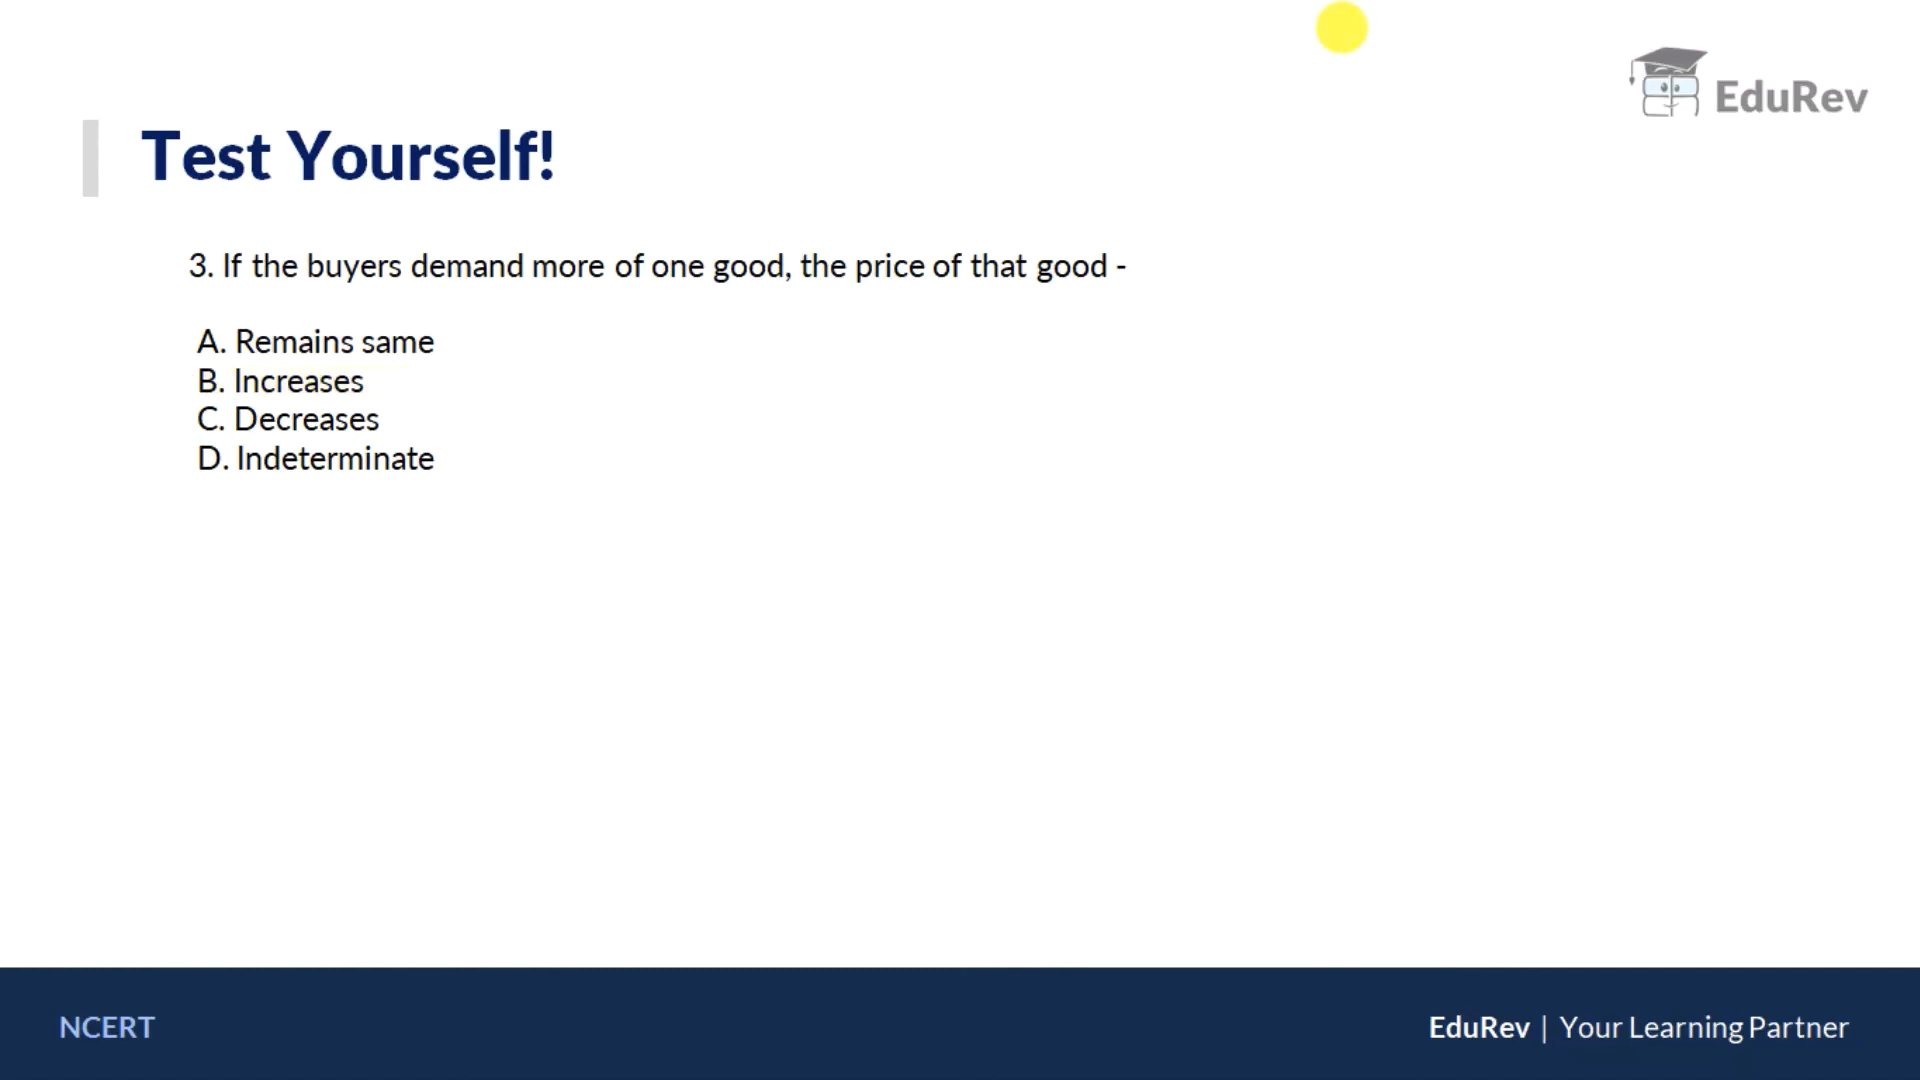 EduRev
Test Yourself!
3. If the buyers demand more of one good, the price of that good -
A. Remains same
B. Increases
C. Decreases
D. Indeterminate
NCERT
EduRev | Your Learning Partner